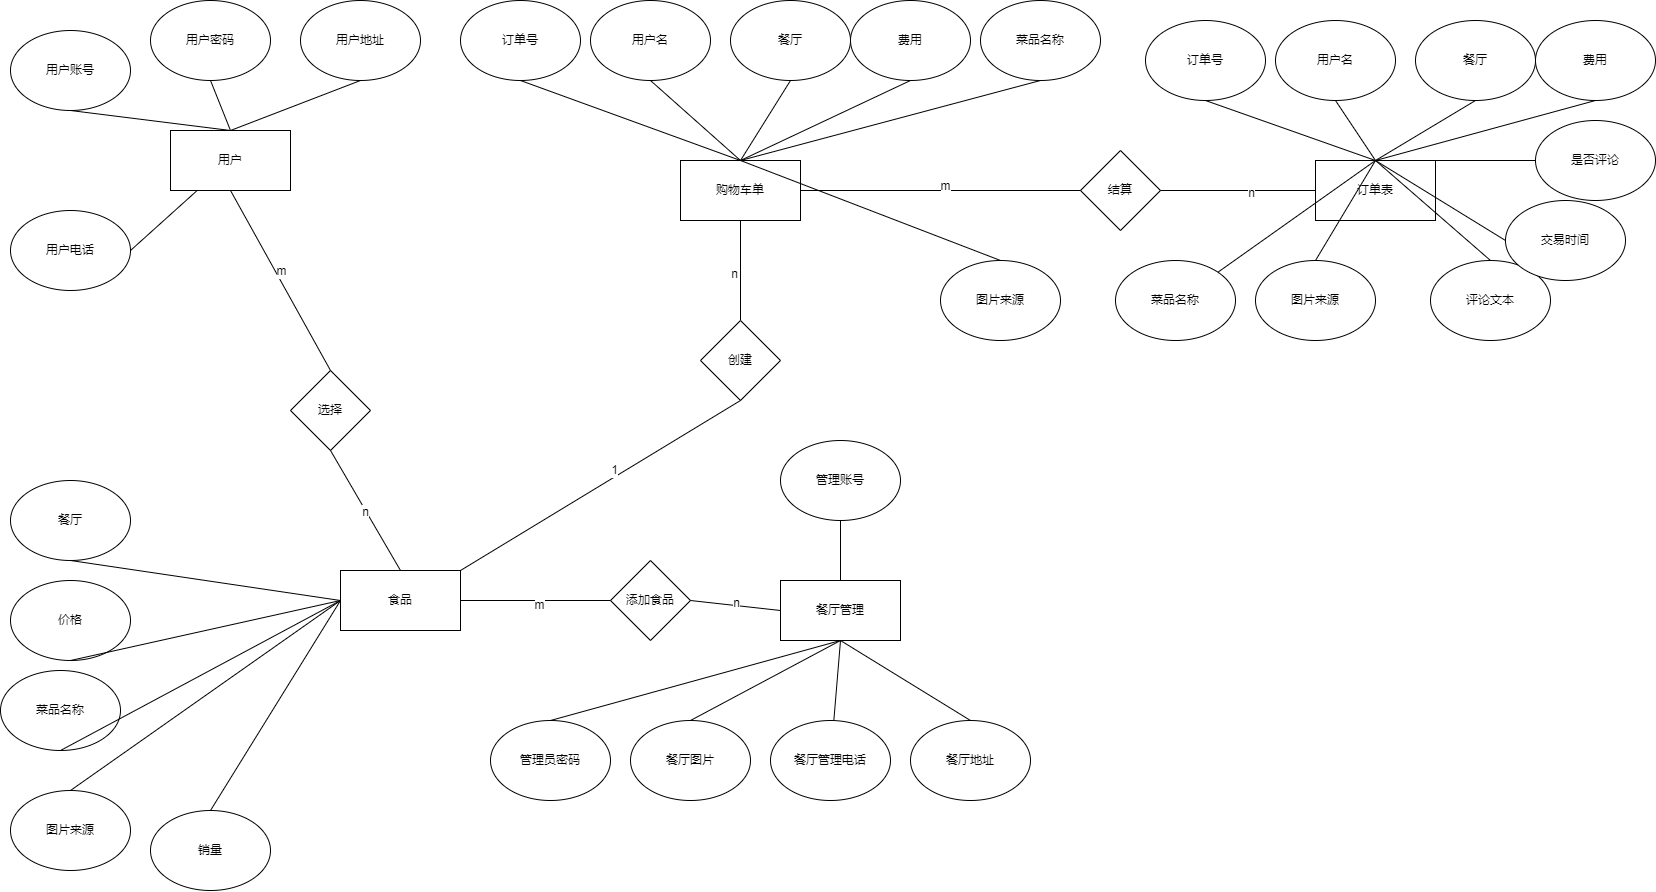 用户账号
用户密码
用户地址
订单号
用户名
餐厅
费用
菜品名称
订单号
用户名
餐厅
费用
用户
购物车单
m
结算
n
订单表
是否评论
用户电话
交易时间
m
n
图片来源
菜品名称
图片来源
评论文本
创建
选择
1
管理账号
n
餐厅
食品
m
添加食品
n
餐厅管理
价格
菜品名称
管理员密码
餐厅图片
餐厅管理电话
餐厅地址
图片来源
销量